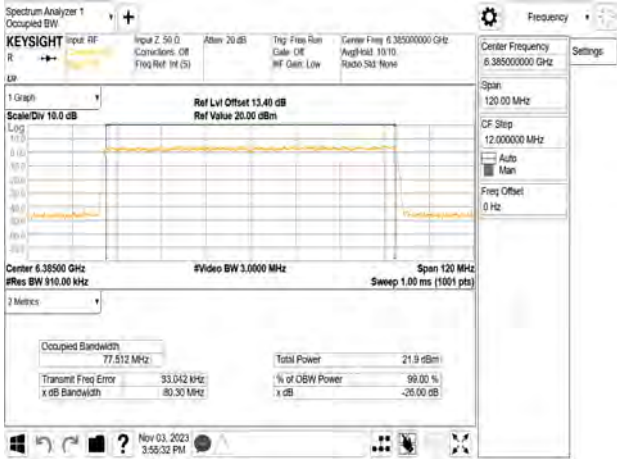 Spectrum Analyzer 1
Occupied BW
+
Frequency
KEYSIGHT Input: RF
R
Input Z: 50 Ω
Corrections: Off
Freq Ref: Int (S)
Atten: 20 dB
Trig: Free Run
Gate: Off
#IF Gain: Low
Center Freq: 6.385000000 GHz
Avg|Hold: 10/10
Radio Std: None
Center Frequency
6.385000000 GHz
Settings
Span
120.00 MHz
CF Step
12.000000 MHz
Auto
Man
Freq Offset
0 Hz
1 Graph
Scale/Div 10.0 dB
Ref Lvl Offset 13.40 dB
Ref Value 20.00 dBm
Log
10.0
0.00
Center 6.38500 GHz
#Res BW 910.00 kHz
#Video BW 3.0000 MHz
Span 120 MHz
Sweep 1.00 ms (1001 pts)
2 Metrics
Occupied Bandwidth
77.512 MHz
Total Power
21.9 dBm
Transmit Freq Error
33.042 kHz
% of OBW Power
99.00 %
x dB Bandwidth
80.30 MHz
x dB
-26.00 dB
?
Nov 03, 2023
3:55:32 PM